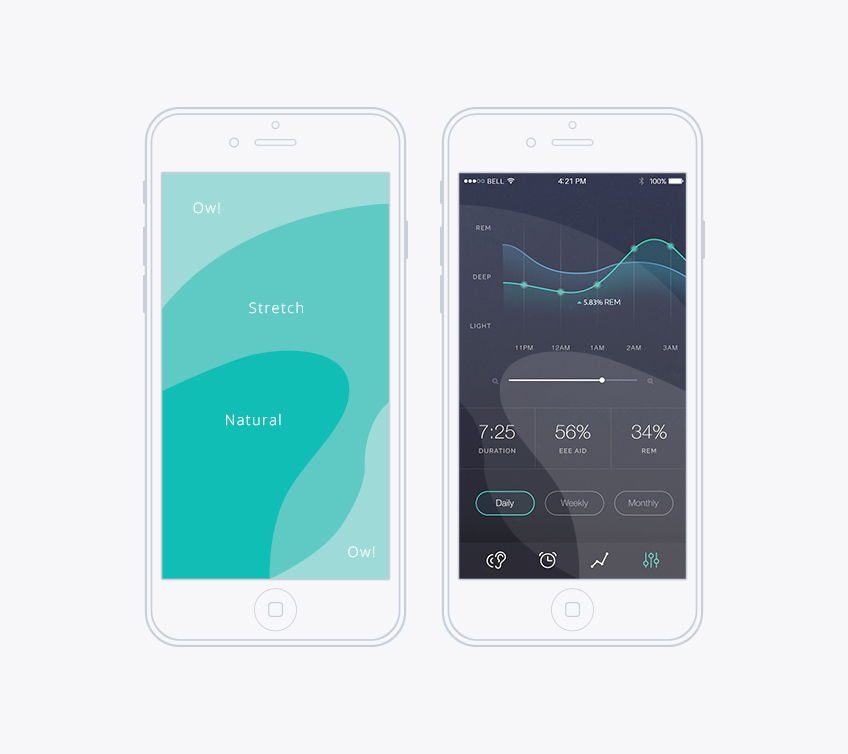 Ow!
Stretch
Natural
Ow!
BELL 4:21 PM 100%
REM
DEEP
5.83% REM
LIGHT
11PM 12AM 1AM 2AM 3AM
7:25 56% 34%
DURATION EEE AID REM
Daily Weekly Monthly